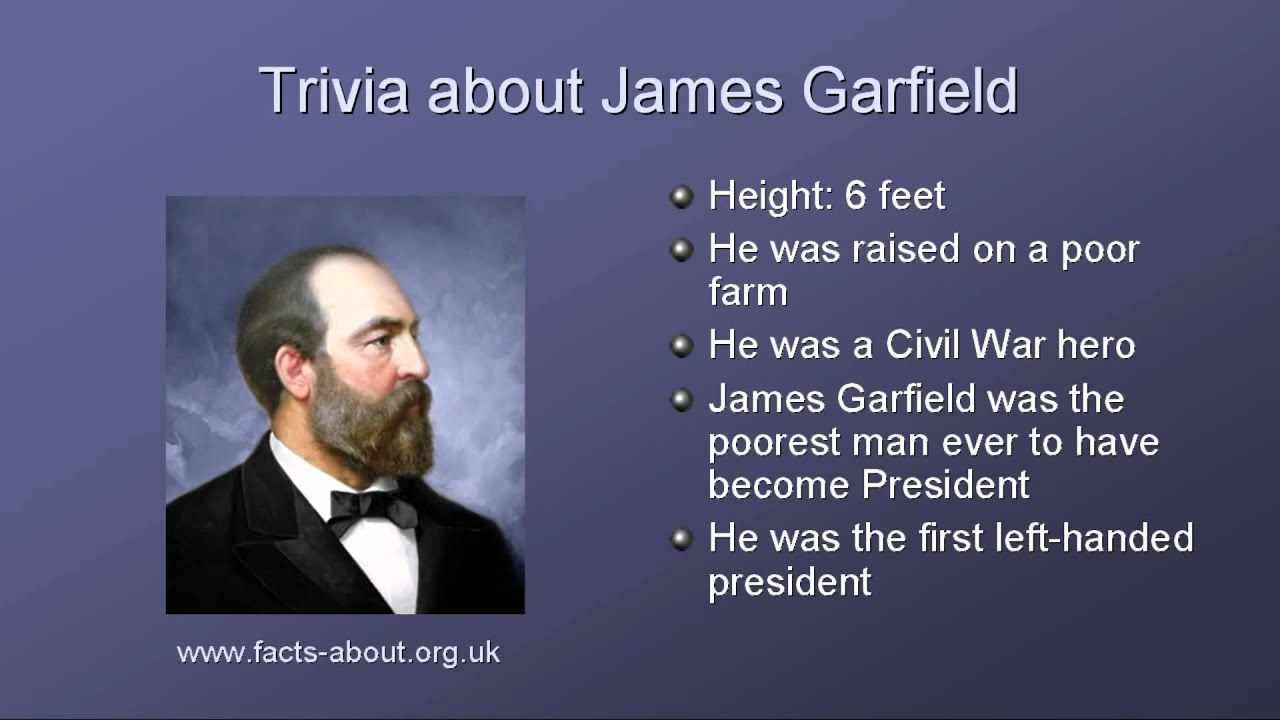 Trivia about James Garfield
Height: 6 feet
He was raised on a poor
farm
He was a Civil War hero
James Garfield was the
poorest man ever to have
become President
He was the first left-handed
president
www.facts-about.org.uk